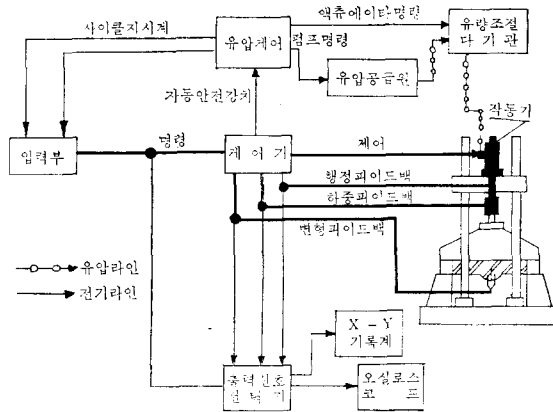 사이클지시계
액츄에이타명령
유압제어
펌프명령
유량조절
다기관
유압공급원
자동안전장치
작동기
입력부
명령
제어기
제어
행정피이드백
하중피이드백
변형피이드백
유압라인
전기라인
X - Y
기록계
출력신호
선택기
오실로스
코프